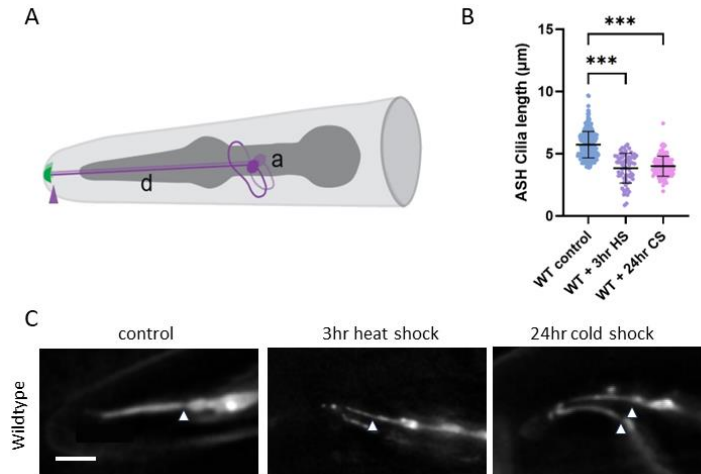 A
a
d
B
ASH Cilia length (µm)
15
10
5
0
***
***
WT control
WT + 3hr HS
WT + 24hr CS
C
control
3hr heat shock
24hr cold shock
Wildtype